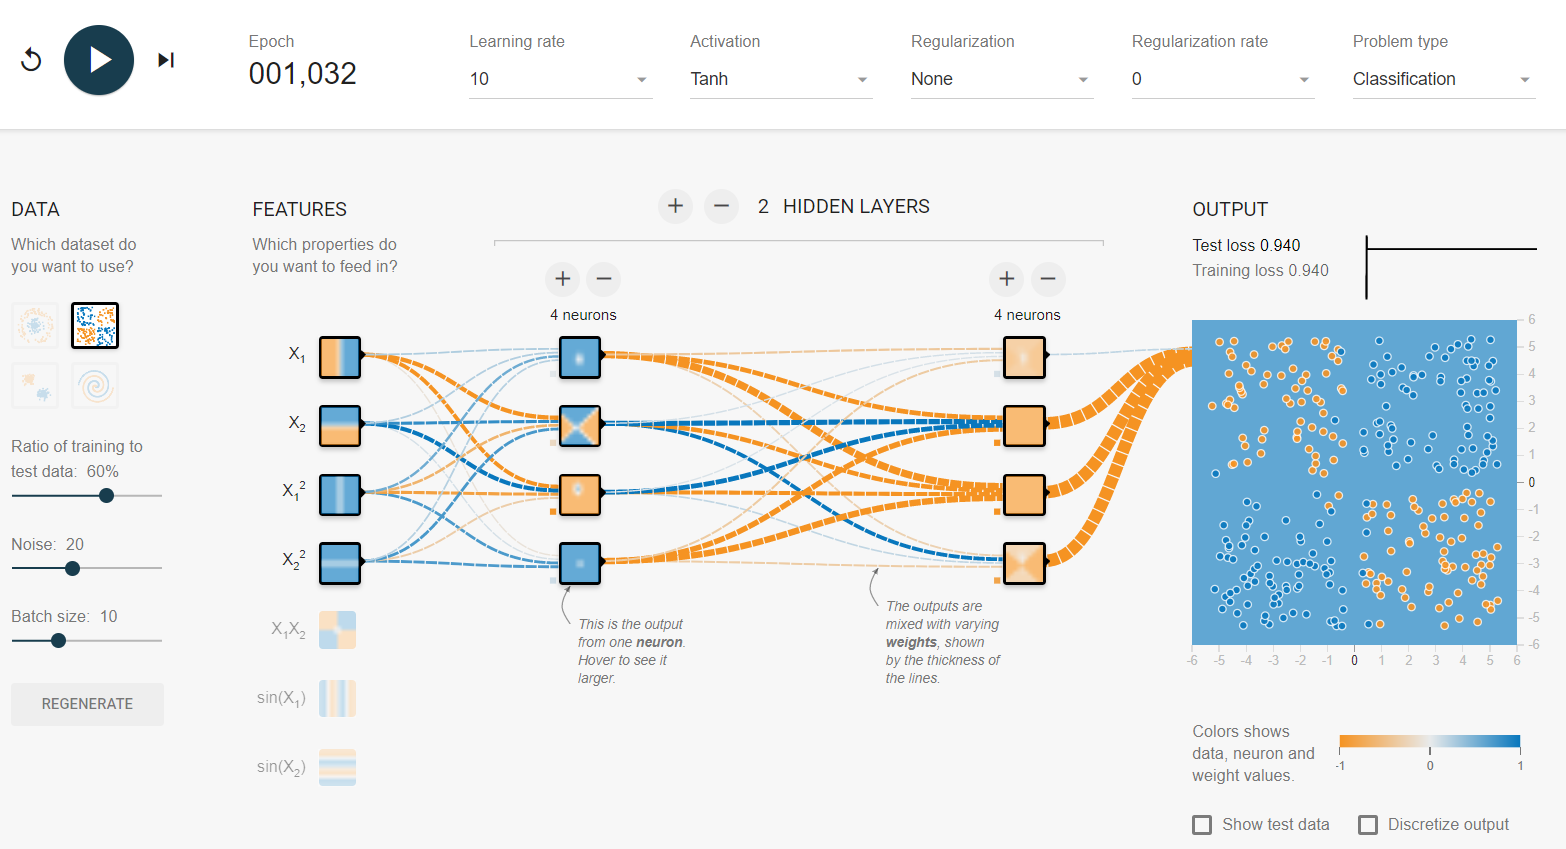 Epoch
001,032
Learning rate
10
Activation
Tanh
Regularization
None
Regularization rate
0
Problem type
Classification
DATA
Which dataset do
you want to use?
Ratio of training to
test data: 60%
Noise: 20
Batch size: 10
REGENERATE
FEATURES
Which properties do
you want to feed in?
X1
X2
X1²
X2²
X1X2
sin(X1)
sin(X2)
+ − 2 HIDDEN LAYERS
+ −
4 neurons
+ −
4 neurons
This is the output
from one neuron.
Hover to see it
larger.
The outputs are
mixed with varying
weights, shown
by the thickness of
the lines.
OUTPUT
Test loss 0.940
Training loss 0.940
6
5
4
3
2
1
0
-1
-2
-3
-4
-5
-6
-6 -5 -4 -3 -2 -1 0 1 2 3 4 5 6
Colors shows
data, neuron and
weight values.
-1 0 1
Show test data
Discretize output